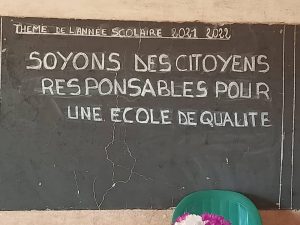 THEME DE L'ANNEE SCOLAIRE 2021 2022
SOYONS DES CITOYENS
RESPONSABLES POUR
UNE ECOLE DE QUALITE